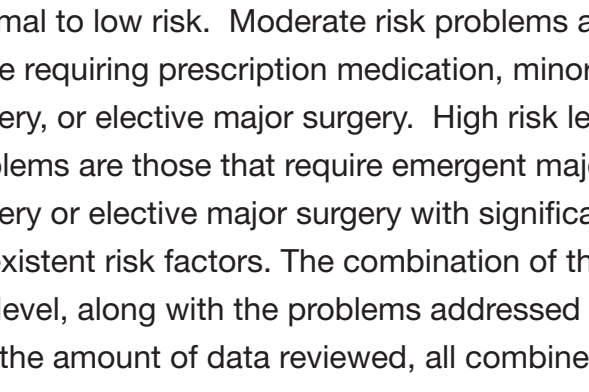 mal to low risk.  Moderate risk problems a
e requiring prescription medication, minor
ery, or elective major surgery.  High risk le
lems are those that require emergent maj
ery or elective major surgery with significa
existent risk factors. The combination of th
level, along with the problems addressed
the amount of data reviewed, all combine